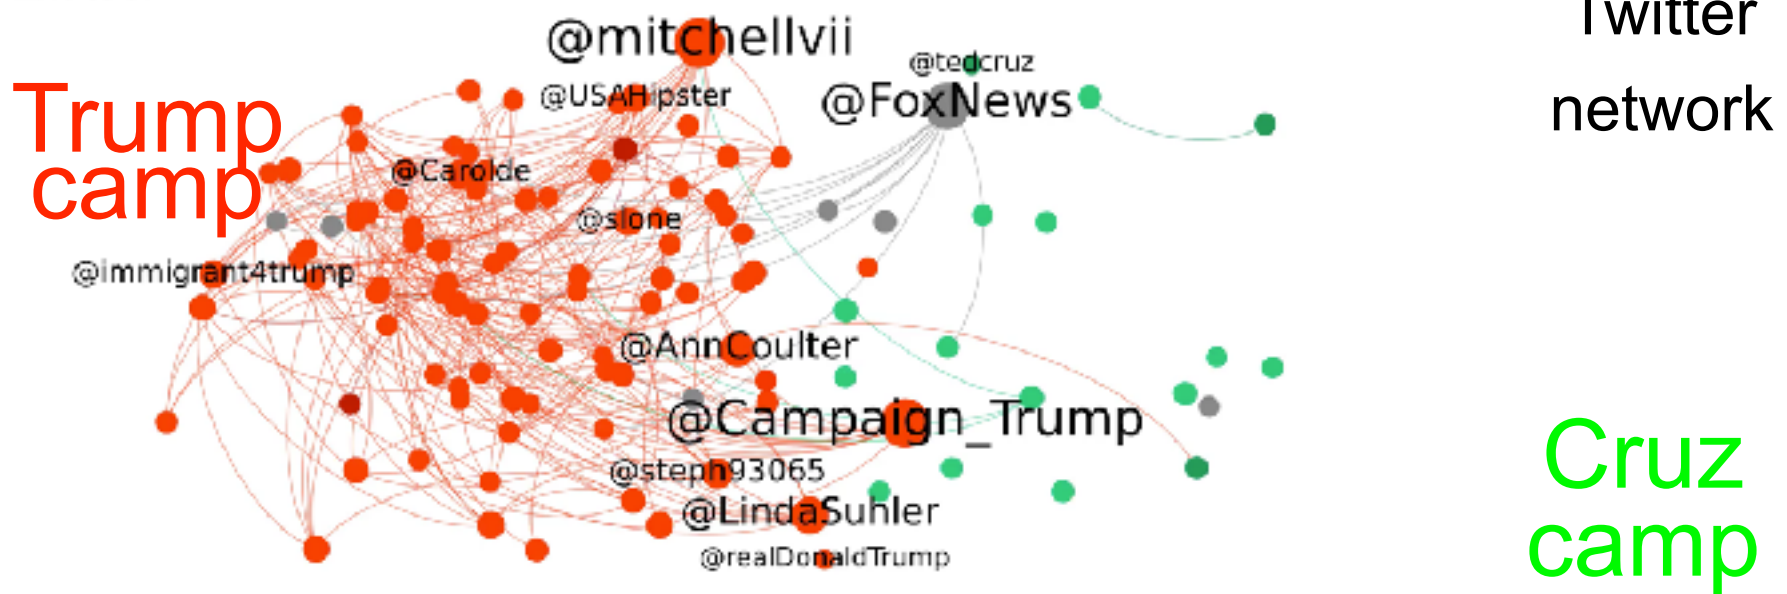 Twitter
network
Trump
camp
@mitchellvii
@tedcruz
@USAHipster
@FoxNews
@Carolde
@slone
@immigrant4trump
@AnnCoulter
@Campaign_Trump
@steph93065
@LindaSuhler
@realDonaldTrump
Cruz
camp